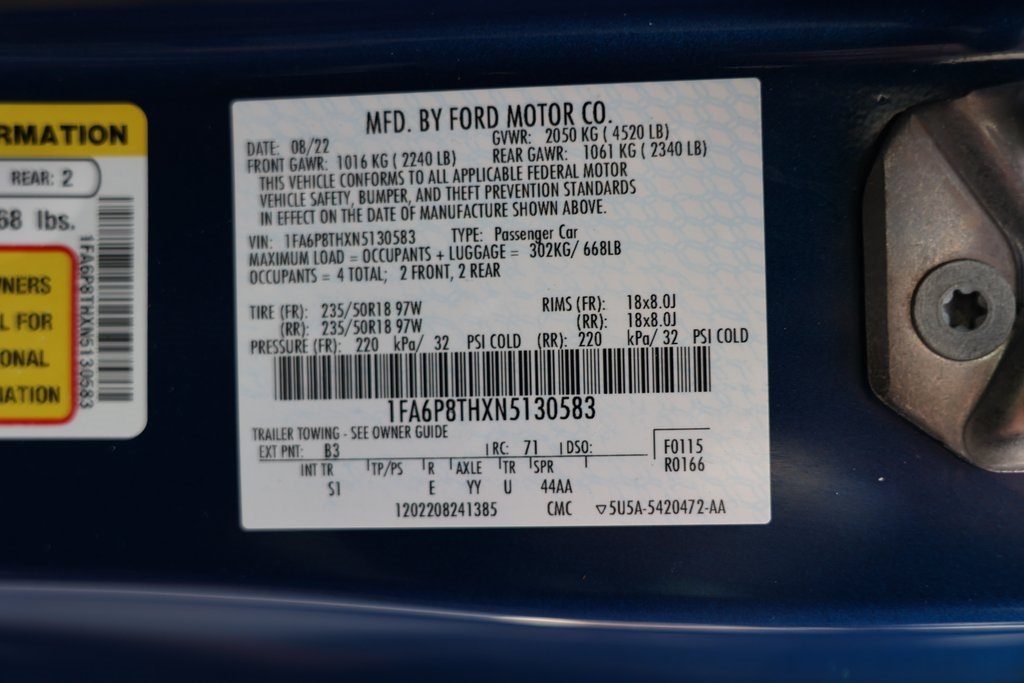 RMATION
REAR: 2
68 lbs.
1FA6P8THXN5130583
WNERS
L FOR
IONAL
MATION
MFD. BY FORD MOTOR CO.
DATE: 08/22 GVWR: 2050 KG ( 4520 LB)
FRONT GAWR: 1016 KG ( 2240 LB) REAR GAWR: 1061 KG ( 2340 LB)
THIS VEHICLE CONFORMS TO ALL APPLICABLE FEDERAL MOTOR
VEHICLE SAFETY, BUMPER, AND THEFT PREVENTION STANDARDS
IN EFFECT ON THE DATE OF MANUFACTURE SHOWN ABOVE.
VIN: 1FA6P8THXN5130583 TYPE: Passenger Car
MAXIMUM LOAD = OCCUPANTS + LUGGAGE = 302KG/ 668LB
OCCUPANTS = 4 TOTAL; 2 FRONT, 2 REAR
TIRE (FR): 235/50R18 97W RIMS (FR): 18x8.0J
(RR): 235/50R18 97W (RR): 18x8.0J
PRESSURE (FR): 220 kPa/ 32 PSI COLD (RR): 220 kPa/ 32 PSI COLD
1FA6P8THXN5130583
TRAILER TOWING - SEE OWNER GUIDE
EXT PNT: B3 RC: 71 DSO: F0115
R0166
INT TR TP/PS R AXLE TR SPR
S1 E YY U 44AA
1202208241385 CMC ▽5U5A-5420472-AA